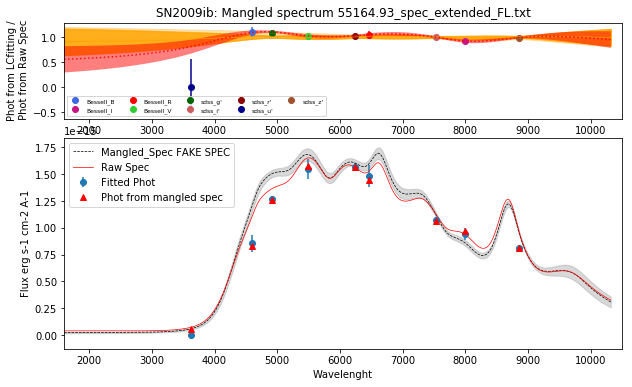 SN2009ib: Mangled spectrum 55164.93_spec_extended_FL.txt
Phot from LCfitting /
Phot from Raw Spec
1.0
0.5
0.0
−0.5
Bessell_B Bessell_R sdss_g' sdss_r' sdss_z'
Bessell_I Bessell_V sdss_i' sdss_u'
2000 3000 4000 5000 6000 7000 8000 9000 10000
Flux erg s-1 cm-2 A-1
1.75
1.50
1.25
1.00
0.75
0.50
0.25
0.00
Mangled_Spec FAKE SPEC
Raw Spec
Fitted Phot
Phot from mangled spec
2000 3000 4000 5000 6000 7000 8000 9000 10000
Wavelenght